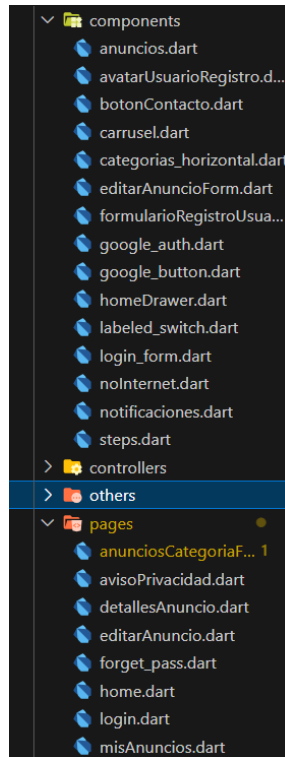 components
anuncios.dart
avatarUsuarioRegistro.d...
botonContacto.dart
carrusel.dart
categorias_horizontal.dart
editarAnuncioForm.dart
formularioRegistroUsua...
google_auth.dart
google_button.dart
homeDrawer.dart
labeled_switch.dart
login_form.dart
noInternet.dart
notificaciones.dart
steps.dart
controllers
others
pages
anunciosCategoriaF... 1
avisoPrivacidad.dart
detallesAnuncio.dart
editarAnuncio.dart
forget_pass.dart
home.dart
login.dart
misAnuncios.dart